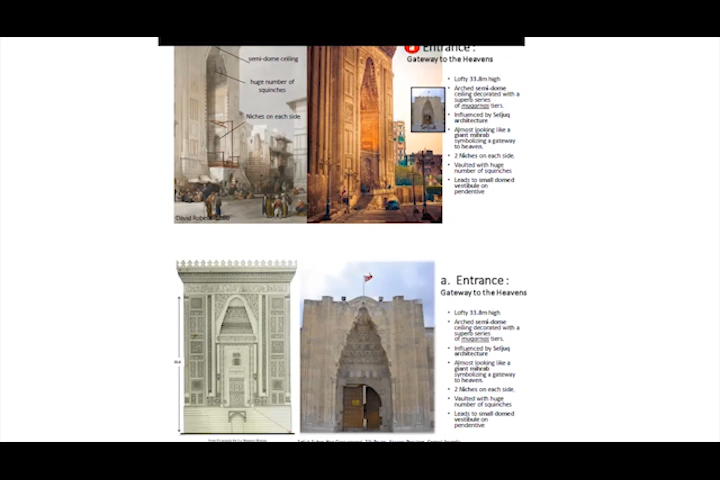 semi-dome ceiling
huge number of
squinches
Niches on each side
Entrance :
Gateway to the Heavens
• Lofty 33.8m high
• Arched semi-dome
ceiling decorated with a
superb series
of muqarnas tiers.
• Influenced by Seljuq
architecture
• Almost looking like a
giant mihrab
symbolizing a gateway
to heaven.
• 2 Niches on each side.
• Vaulted with huge
number of squinches
• Leads to small domed
vestibule on
pendentive
Seljuk
David
a. Entrance :
Gateway to the Heavens
• Lofty 33.8m high
• Arched semi-dome
ceiling decorated with a
superb series
of muqarnas tiers.
• Influenced by Seljuq
architecture
• Almost looking like a
giant mihrab
symbolizing a gateway
to heaven.
• 2 Niches on each side.
• Vaulted with huge
number of squinches
• Leads to small domed
vestibule on
pendentive